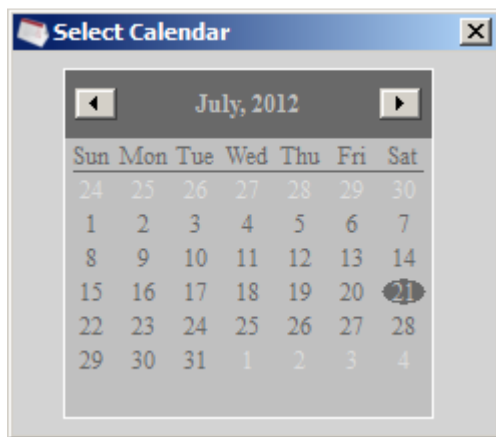 Select Calendar
July, 2012
Sun Mon Tue Wed Thu Fri Sat
24 25 26 27 28 29 30
1 2 3 4 5 6 7
8 9 10 11 12 13 14
15 16 17 18 19 20 21
22 23 24 25 26 27 28
29 30 31 1 2 3 4